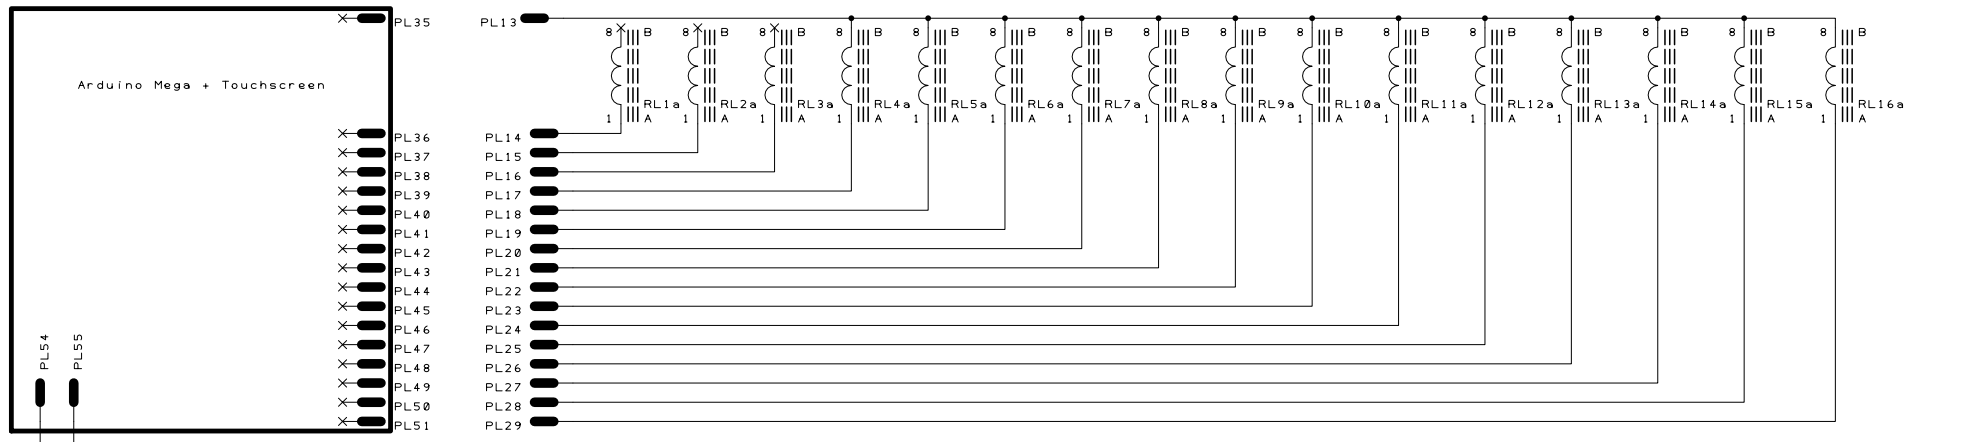 PL35 PL13
8 B 8 B 8 B 8 B 8 B 8 B 8 B 8 B 8 B 8 B 8 B 8 B 8 B 8 B 8 B 8 B
Arduino Mega + Touchscreen
RL1a RL2a RL3a RL4a RL5a RL6a RL7a RL8a RL9a RL10a RL11a RL12a RL13a RL14a RL15a RL16a
1 A 1 A 1 A 1 A 1 A 1 A 1 A 1 A 1 A 1 A 1 A 1 A 1 A 1 A 1 A 1 A
PL36 PL14
PL37 PL15
PL38 PL16
PL39 PL17
PL40 PL18
PL41 PL19
PL42 PL20
PL43 PL21
PL44 PL22
PL45 PL23
PL46 PL24
PL54 PL55
PL47 PL25
PL48 PL26
PL49 PL27
PL50 PL28
PL51 PL29